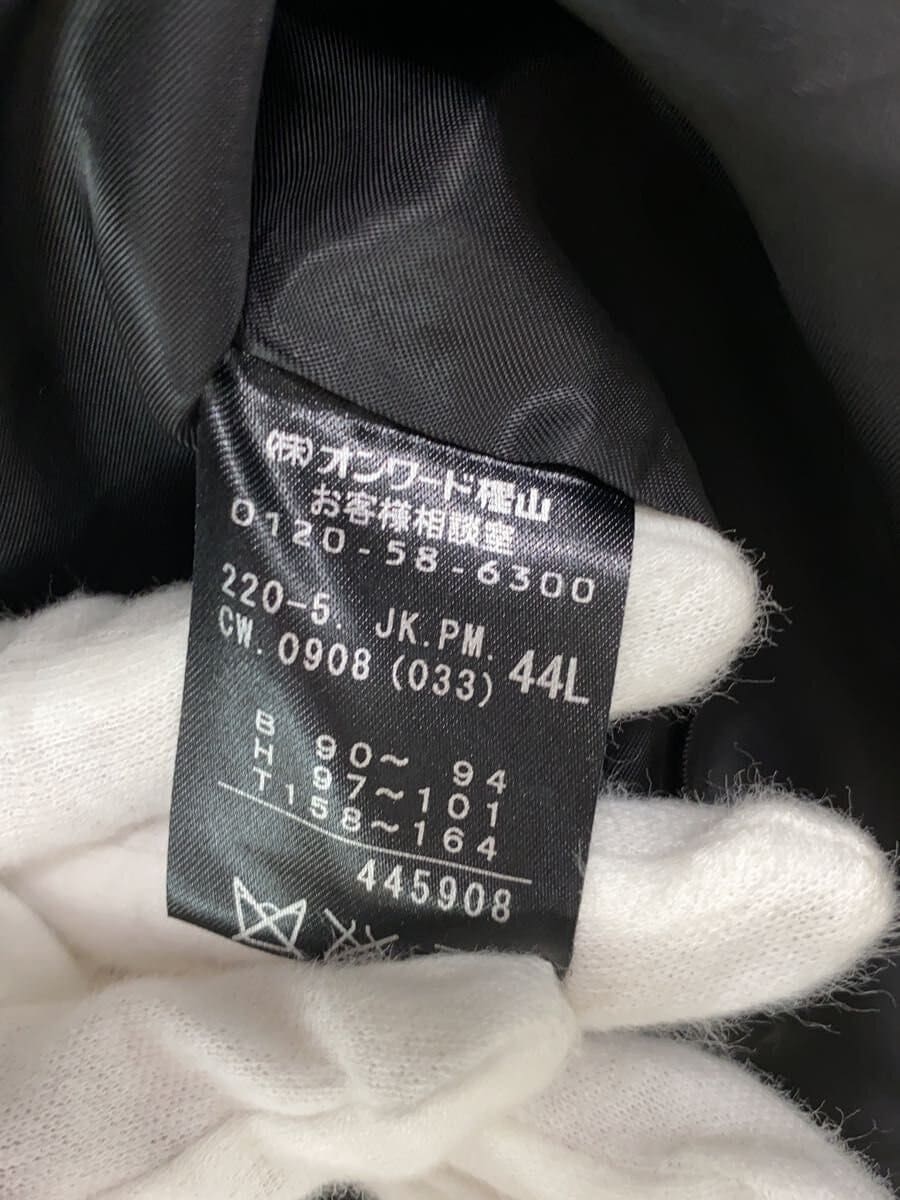 (株)オンワード樫山
お客様相談室
0120-58-6300
220-5. JK.PM.
CW.0908 (033) 44L
B 90~ 94
H 97~101
T158~164
445908